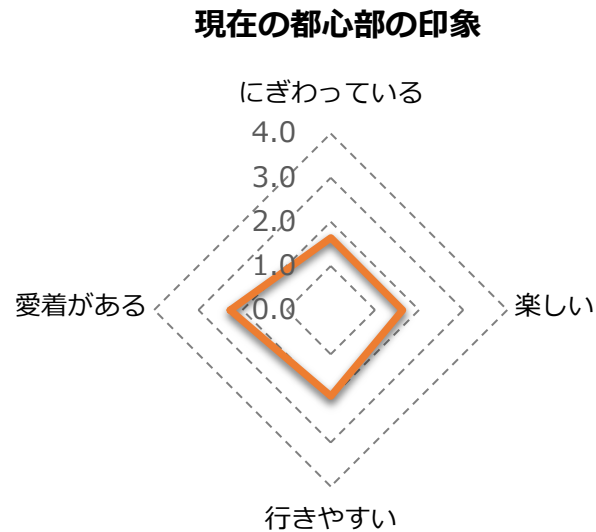 現在の都心部の印象
にぎわっている
4.0
3.0
2.0
1.0
0.0
愛着がある
楽しい
行きやすい